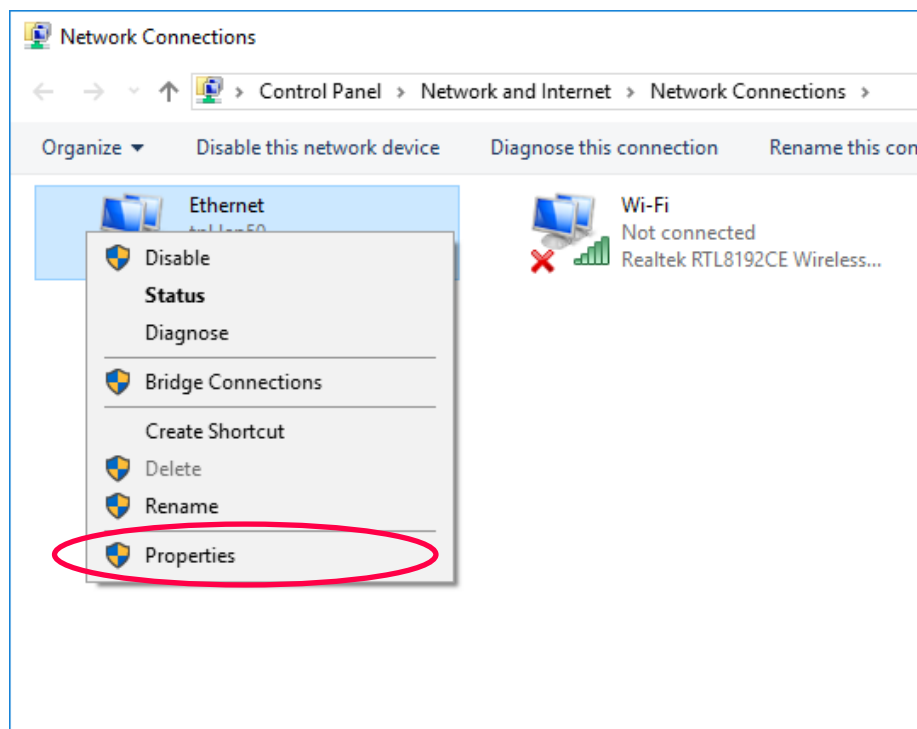 Network Connections
Control Panel > Network and Internet > Network Connections >
Organize Disable this network device Diagnose this connection Rename this con
Ethernet
Wi-Fi
Not connected
Realtek RTL8192CE Wireless...
Disable
Status
Diagnose
Bridge Connections
Create Shortcut
Delete
Rename
Properties